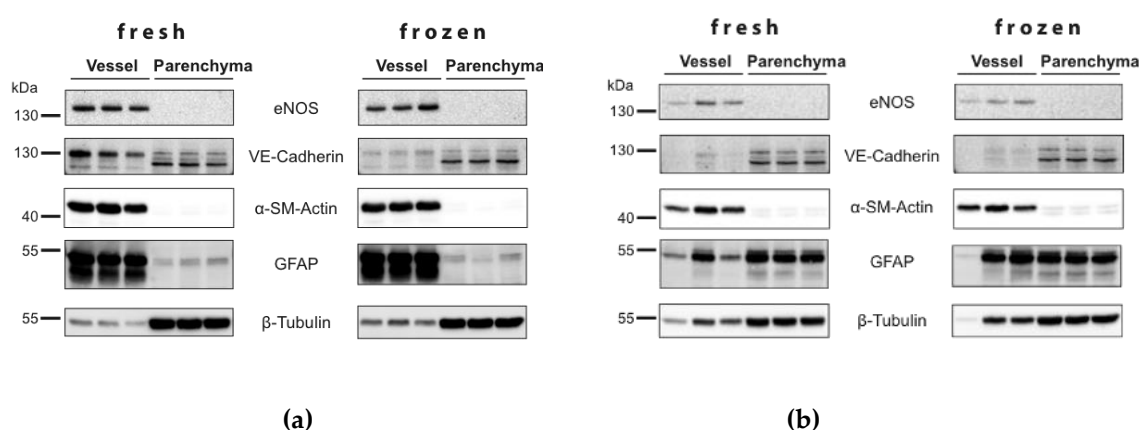 fresh
frozen
Vessel Parenchyma
Vessel Parenchyma
kDa
130
eNOS
130
VE-Cadherin
40
α-SM-Actin
55
GFAP
55
β-Tubulin
(a)
fresh
frozen
Vessel Parenchyma
Vessel Parenchyma
kDa
130
eNOS
130
VE-Cadherin
40
α-SM-Actin
55
GFAP
55
β-Tubulin
(b)